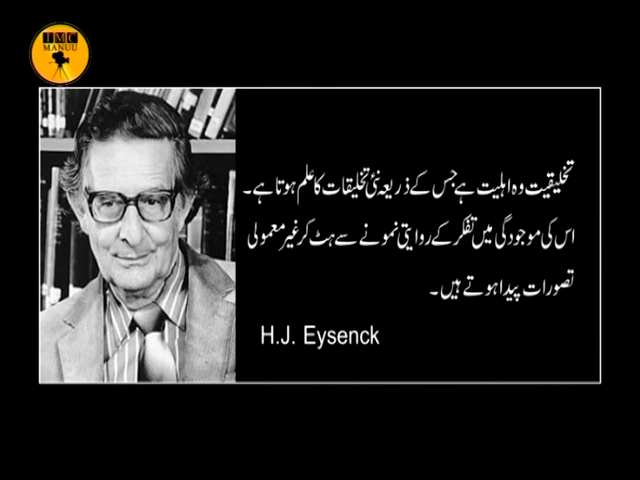 IMC
MANUU
تخلیقیت وہ اہلیت ہے جس کے ذریعہ نئی تخلیقات کا علم ہوتا ہے۔
اس کی موجودگی میں تفکر کے روایتی نمونے سے ہٹ کر غیر معمولی
تصورات پیدا ہوتے ہیں۔
H.J. Eysenck